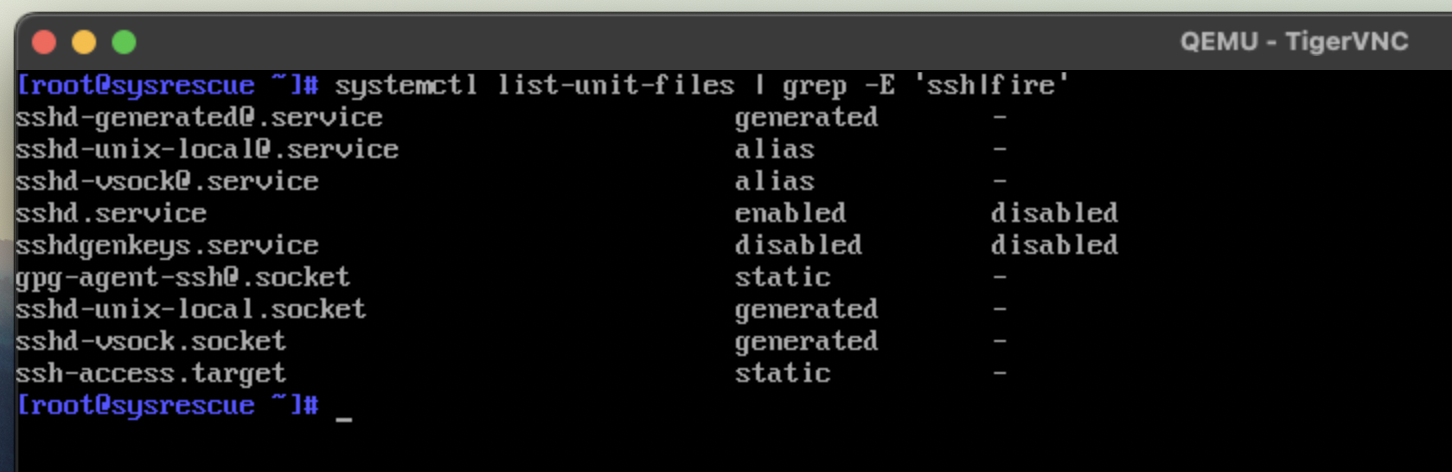 QEMU - TigerVNC
[root@sysrescue ~]# systemctl list-unit-files | grep -E 'ssh|fire'
sshd-generated@.service generated -
sshd-unix-local@.service alias -
sshd-vsock@.service alias -
sshd.service enabled disabled
sshdgenkeys.service disabled disabled
gpg-agent-ssh@.socket static -
sshd-unix-local.socket generated -
sshd-vsock.socket generated -
ssh-access.target static -
[root@sysrescue ~]# _